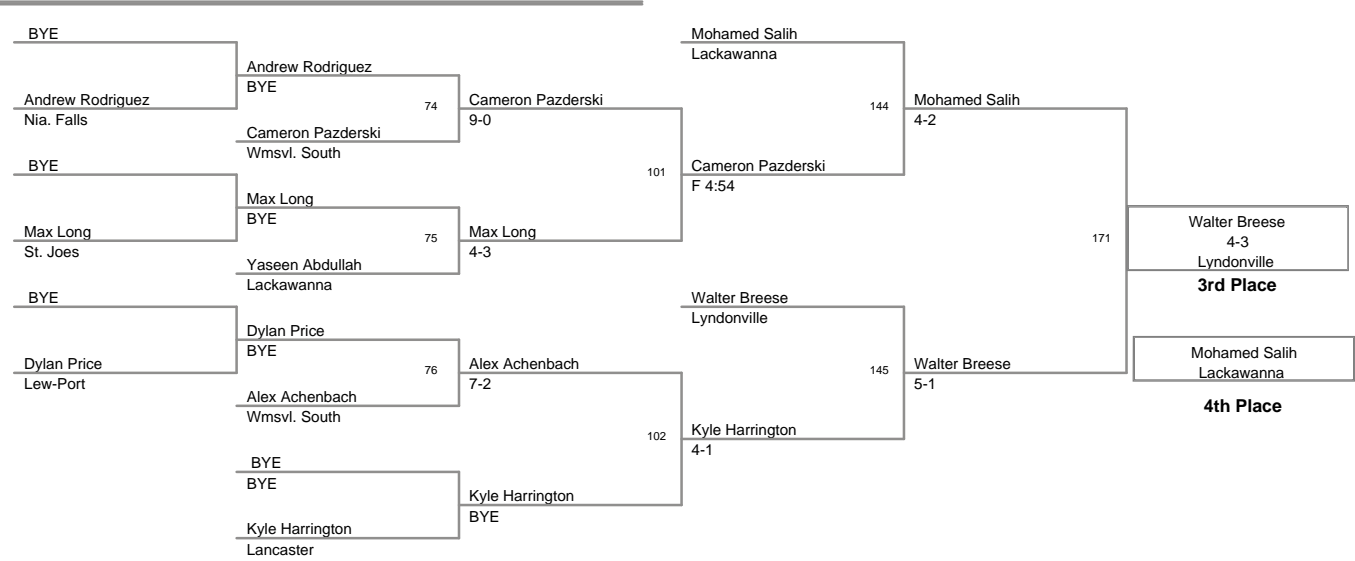 BYE
Andrew Rodriguez
Nia. Falls
BYE
Max Long
St. Joes
BYE
Dylan Price
Lew-Port
Andrew Rodriguez
BYE
74
Cameron Pazderski
Wmsvl. South
Max Long
BYE
75
Yaseen Abdullah
Lackawanna
Dylan Price
BYE
76
Alex Achenbach
Wmsvl. South
BYE
BYE
Kyle Harrington
Lancaster
Cameron Pazderski
9-0
101
Max Long
4-3
Alex Achenbach
7-2
102
Kyle Harrington
BYE
Mohamed Salih
Lackawanna
144
Cameron Pazderski
F 4:54
Walter Breese
Lyndonville
145
Kyle Harrington
4-1
Mohamed Salih
4-2
171
Walter Breese
5-1
Walter Breese
4-3
Lyndonville
3rd Place
Mohamed Salih
Lackawanna
4th Place